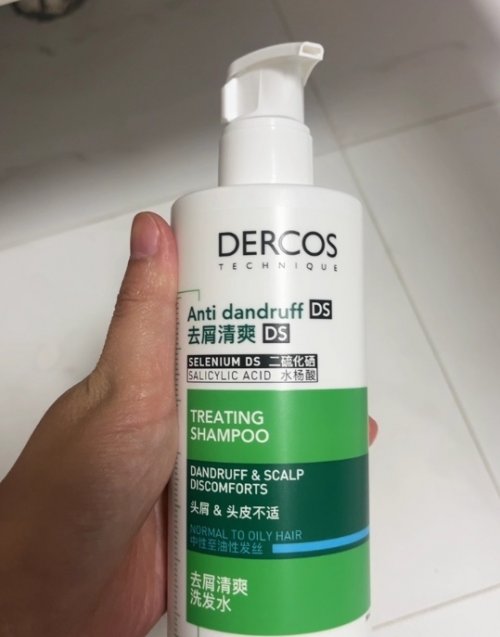 DERCOS
TECHNIQUE
Anti dandruff DS
去屑清爽 DS
SELENIUM DS 二硫化硒
SALICYLIC ACID 水杨酸
TREATING
SHAMPOO
DANDRUFF & SCALP
DISCOMFORTS
头屑 & 头皮不适
NORMAL TO OILY HAIR
中性至油性发丝
去屑清爽
洗发水